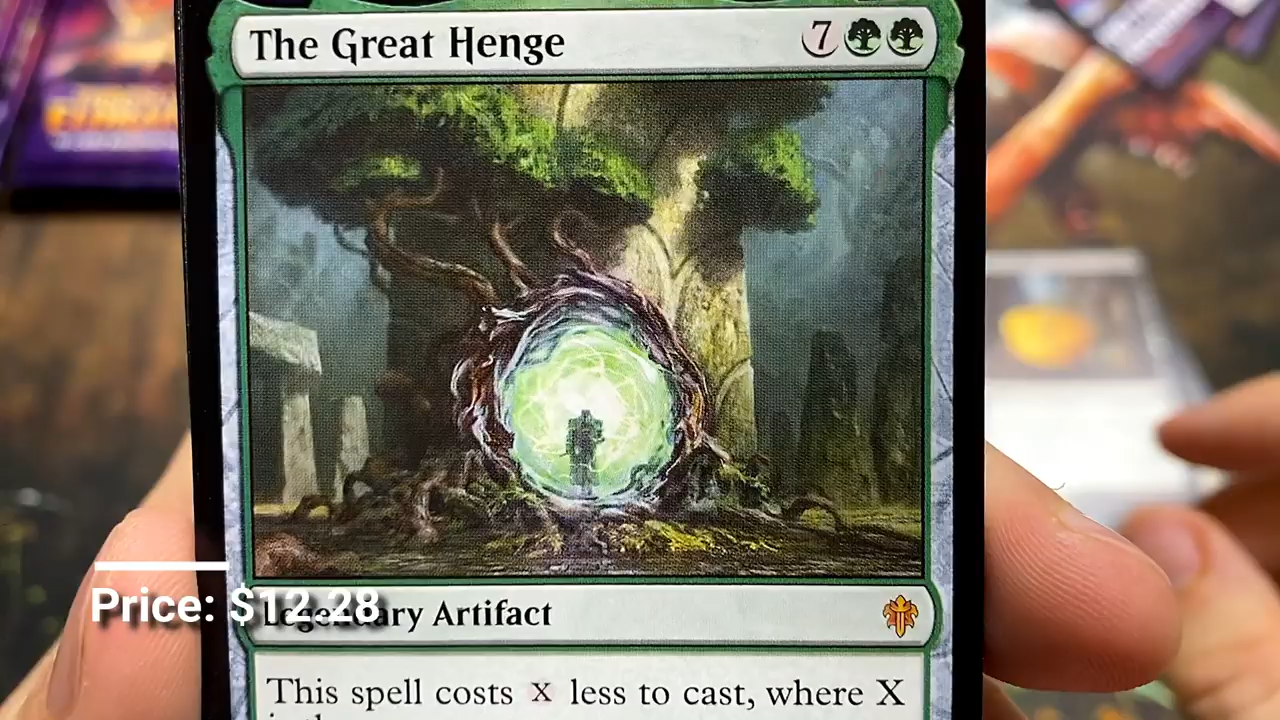 The Great Henge 7
Price: $12.28
Legendary Artifact
This spell costs X less to cast, where X